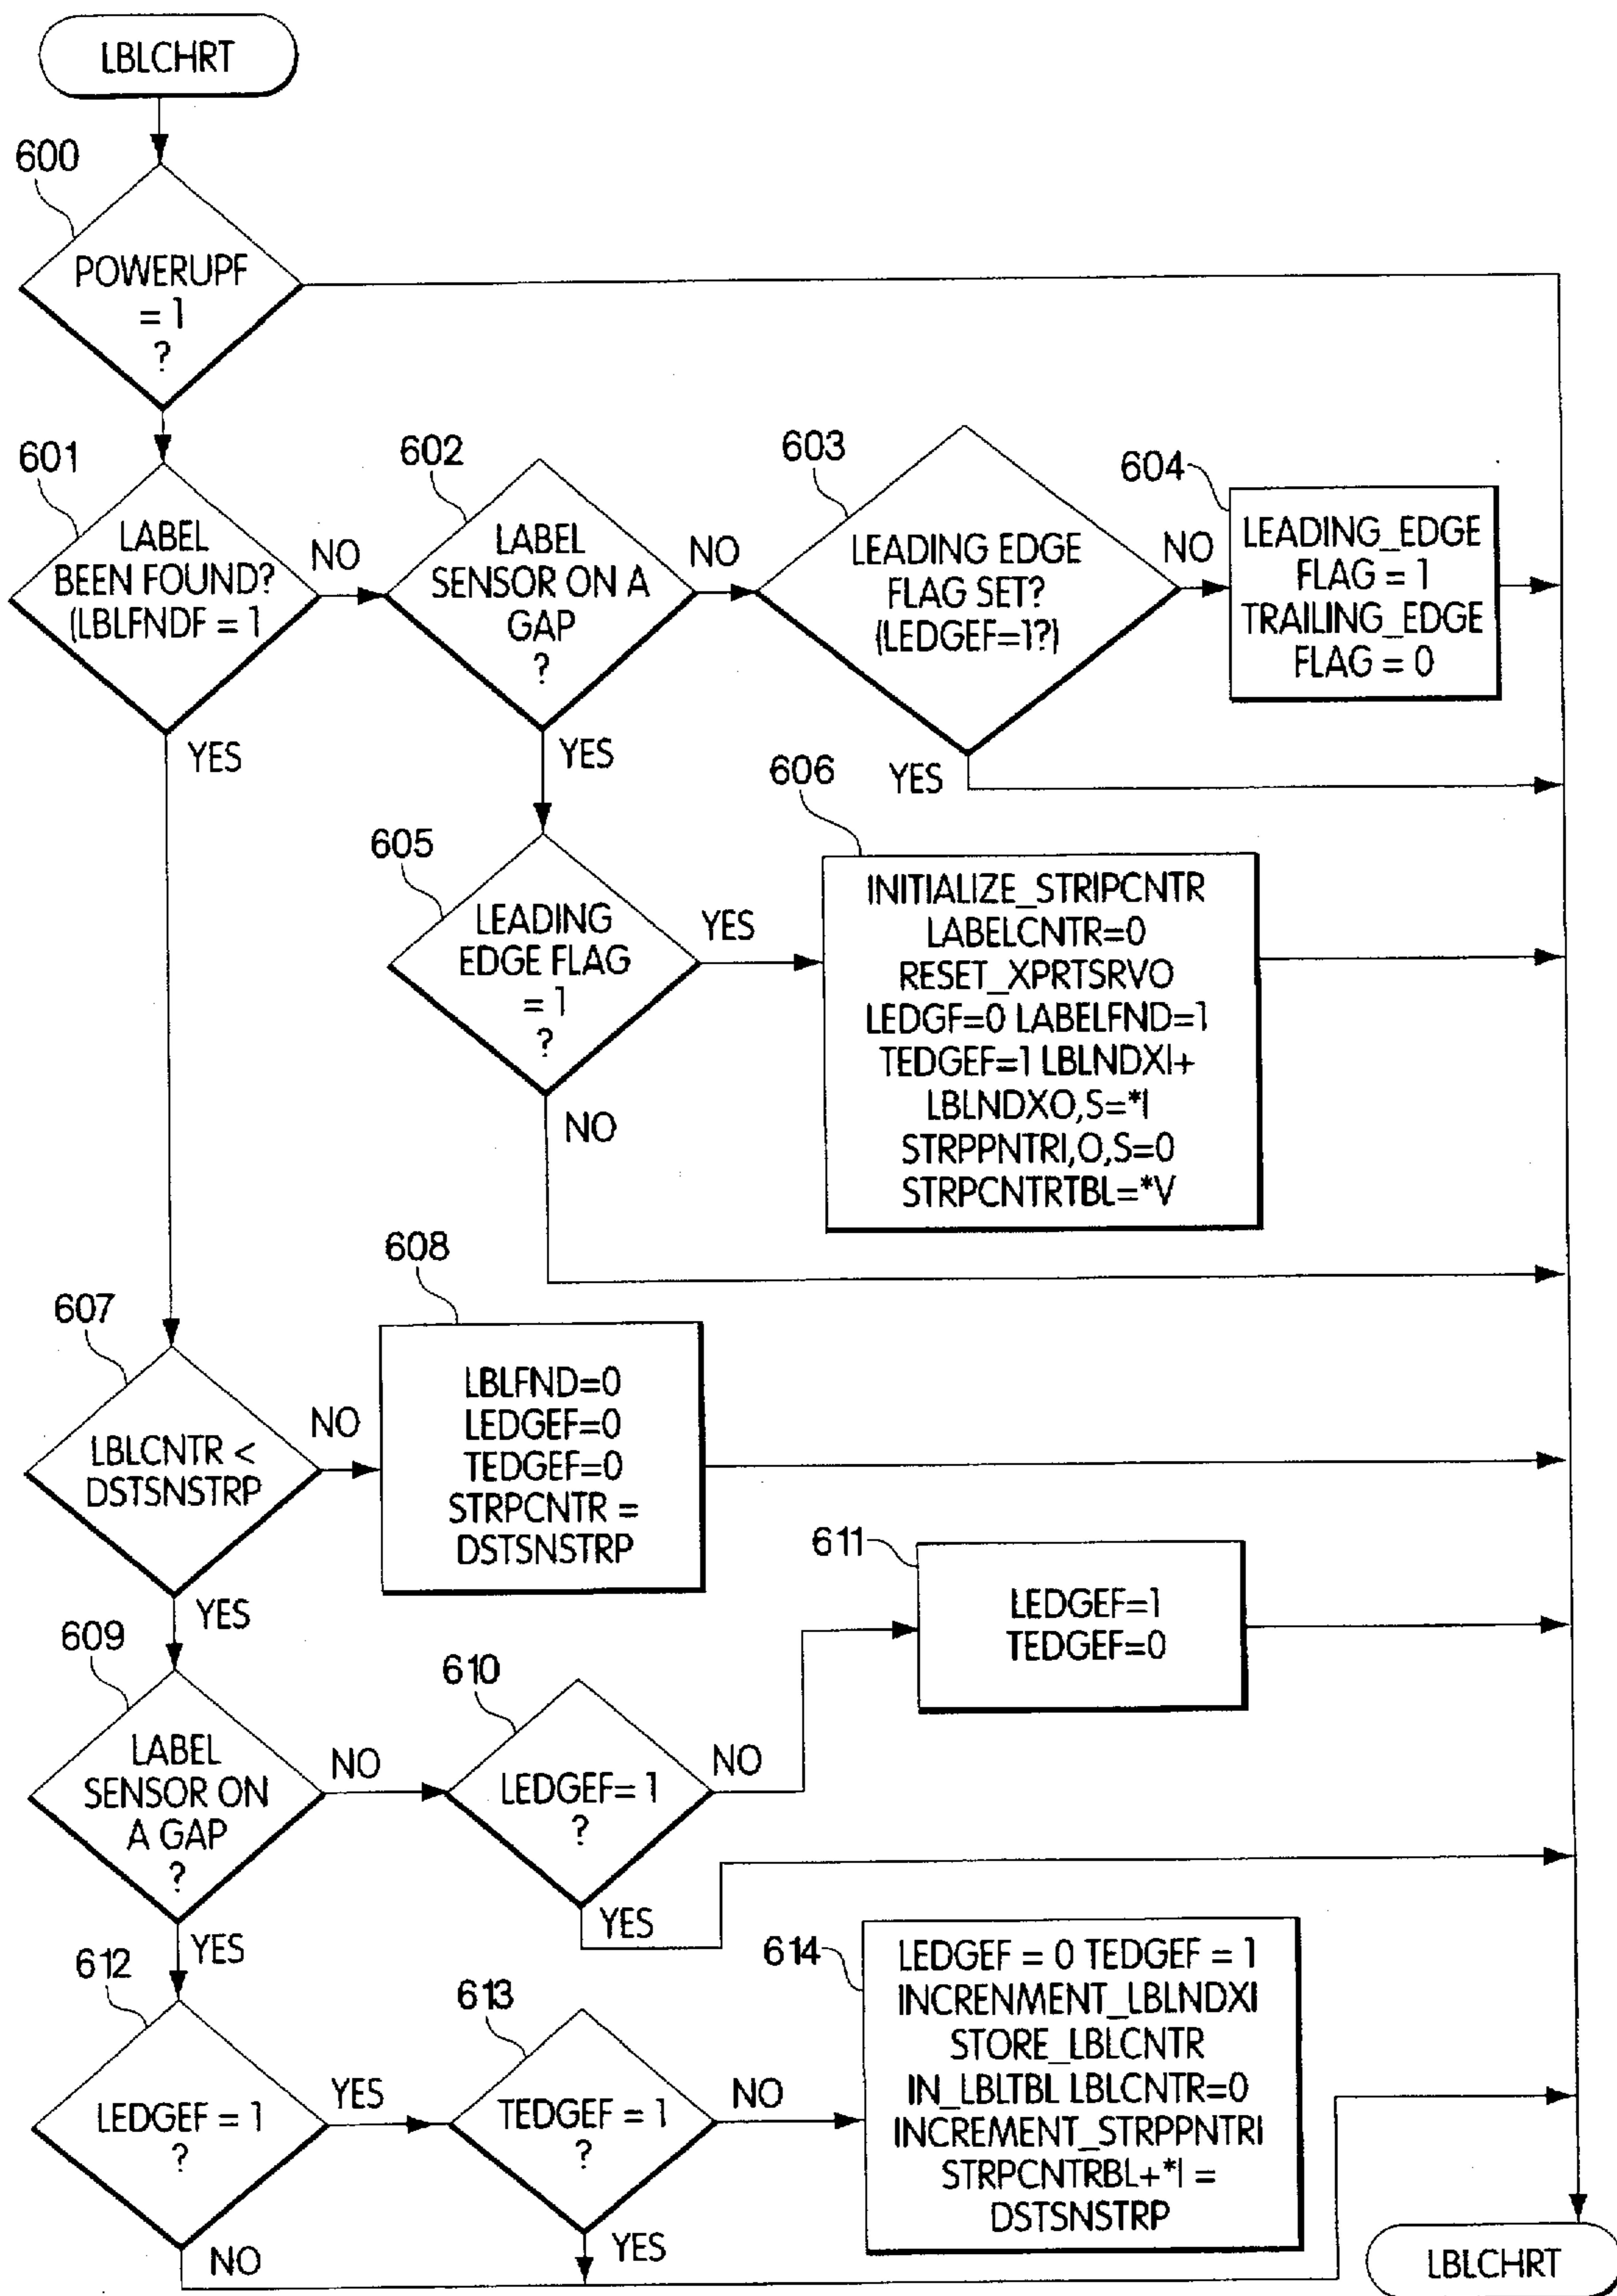 LBLCHRT
600
POWERUPF
= 1
?
601
LABEL
BEEN FOUND?
(LBLFNDF = 1
NO
YES
602
LABEL
SENSOR ON A
GAP
?
NO
YES
603
LEADING EDGE
FLAG SET?
(LEDGEF=1?)
NO
YES
604
LEADING_EDGE
FLAG = 1
TRAILING_EDGE
FLAG = 0
605
LEADING
EDGE FLAG
= 1
?
YES
NO
606
INITIALIZE_STRIPCNTR
LABELCNTR=0
RESET_XPRTSRVO
LEDGF=0 LABELFND=1
TEDGEF=1 LBLNDXI+
LBLNDXO,S=*I
STRPPNTRI,O,S=0
STRPCNTRTBL=*V
607
LBLCNTR <
DSTSNSTRP
NO
YES
608
LBLFND=0
LEDGEF=0
TEDGEF=0
STRPCNTR =
DSTSNSTRP
609
LABEL
SENSOR ON
A GAP
?
NO
YES
610
LEDGEF= 1
?
NO
YES
611
LEDGEF=1
TEDGEF=0
612
LEDGEF = 1
?
YES
NO
613
TEDGEF = 1
?
NO
YES
614
LEDGEF = 0 TEDGEF = 1
INCRENMENT_LBLNDXI
STORE_LBLCNTR
IN_LBLTBL LBLCNTR=0
INCREMENT_STRPPNTRI
STRPCNTRBL+*I =
DSTSNSTRP
LBLCHRT